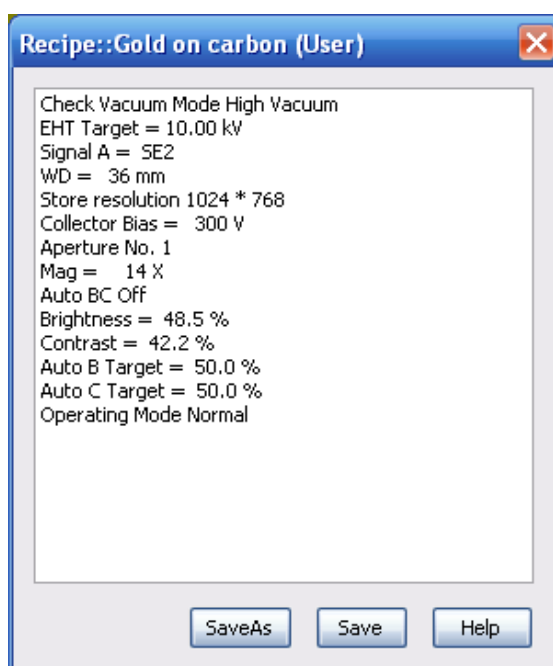 Recipe::Gold on carbon (User)
Check Vacuum Mode High Vacuum
EHT Target = 10.00 kV
Signal A = SE2
WD = 36 mm
Store resolution 1024 * 768
Collector Bias = 300 V
Aperture No. 1
Mag = 14 X
Auto BC Off
Brightness = 48.5 %
Contrast = 42.2 %
Auto B Target = 50.0 %
Auto C Target = 50.0 %
Operating Mode Normal
SaveAs Save Help